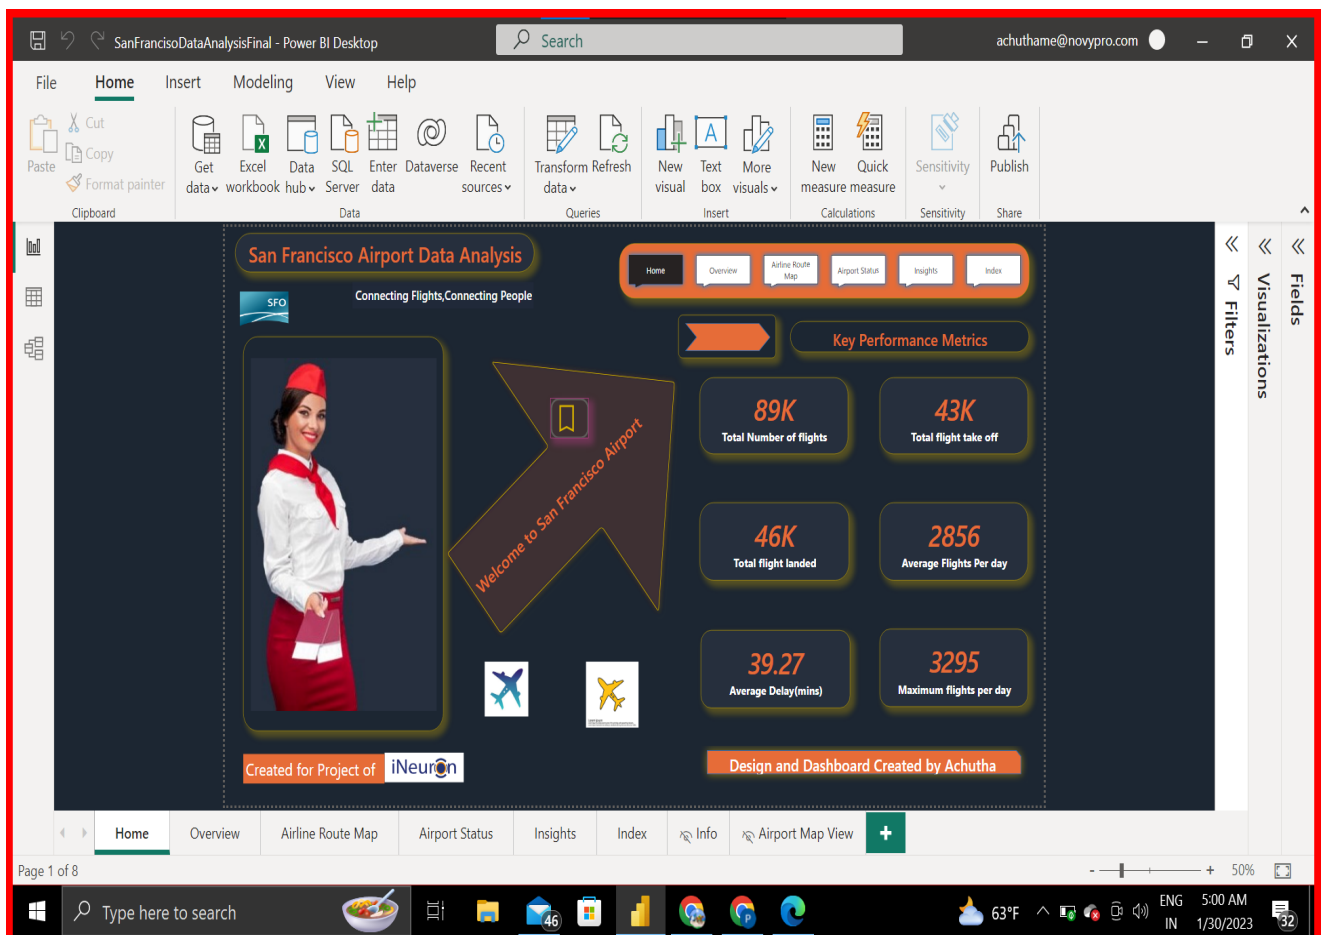 SanFrancisoDataAnalysisFinal - Power BI Desktop
Search
achuthame@novypro.com
File Home Insert Modeling View Help
Paste
Cut
Copy
Format painter
Clipboard
Get data
Excel workbook
Data hub
SQL Server
Enter data
Dataverse
Recent sources
Data
Transform data
Refresh
Queries
New visual
Text box
More visuals
Insert
New measure
Quick measure
Calculations
Sensitivity
Sensitivity
Publish
Share
San Francisco Airport Data Analysis
SFO
Connecting Flights,Connecting People
Home
Overview
Airline Route
Map
Airport Status
Insights
Index
Key Performance Metrics
Welcome to San Francisco Airport
89K
Total Number of flights
43K
Total flight take off
46K
Total flight landed
2856
Average Flights Per day
39.27
Average Delay(mins)
3295
Maximum flights per day
Created for Project of iNeuron
Design and Dashboard Created by Achutha
Filters
Visualizations
Fields
Home Overview Airline Route Map Airport Status Insights Index Info Airport Map View +
Page 1 of 8
- + 50%
Type here to search
46
63°F
ENG
IN
5:00 AM
1/30/2023
32